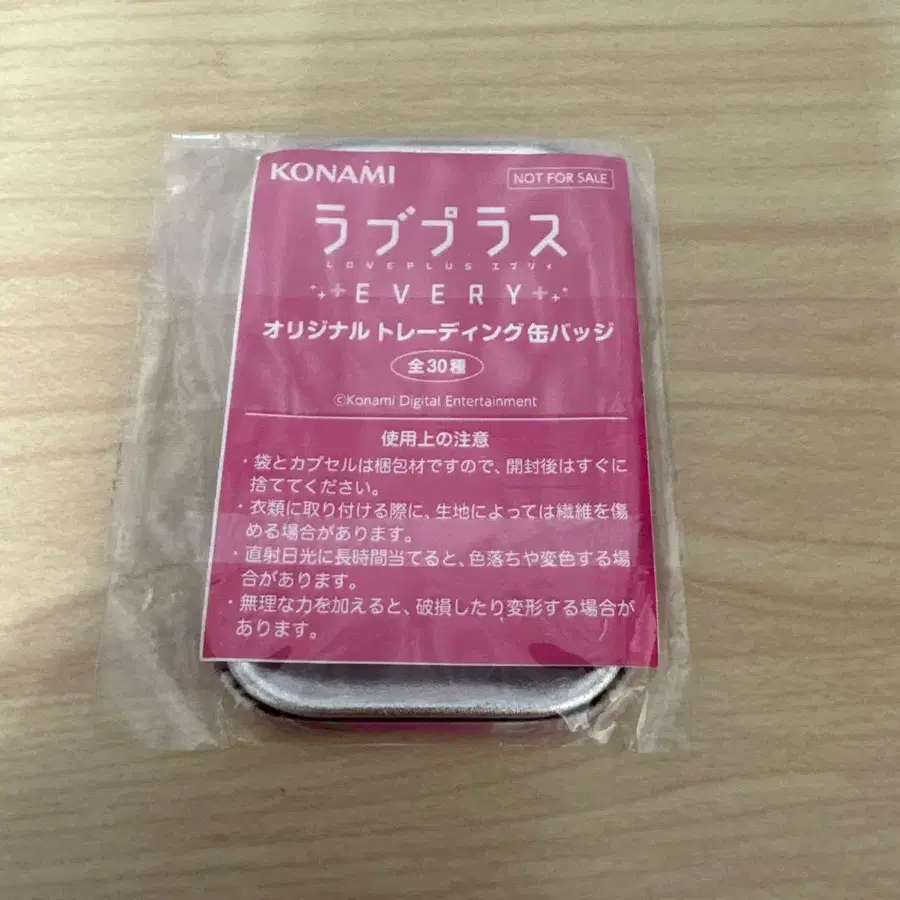 KONAMI
NOT FOR SALE
ラブプラス
LOVEPLUS エブリィ
EVERY
オリジナル トレーディング 缶バッジ
全30種
©Konami Digital Entertainment
使用上の注意
・袋とカプセルは梱包材ですので、開封後はすぐに
捨ててください。
・衣類に取り付ける際に、生地によっては繊維を傷
める場合があります。
・直射日光に長時間当てると、色落ちや変色する場
合があります。
・無理な力を加えると、破損したり変形する場合が
あります。